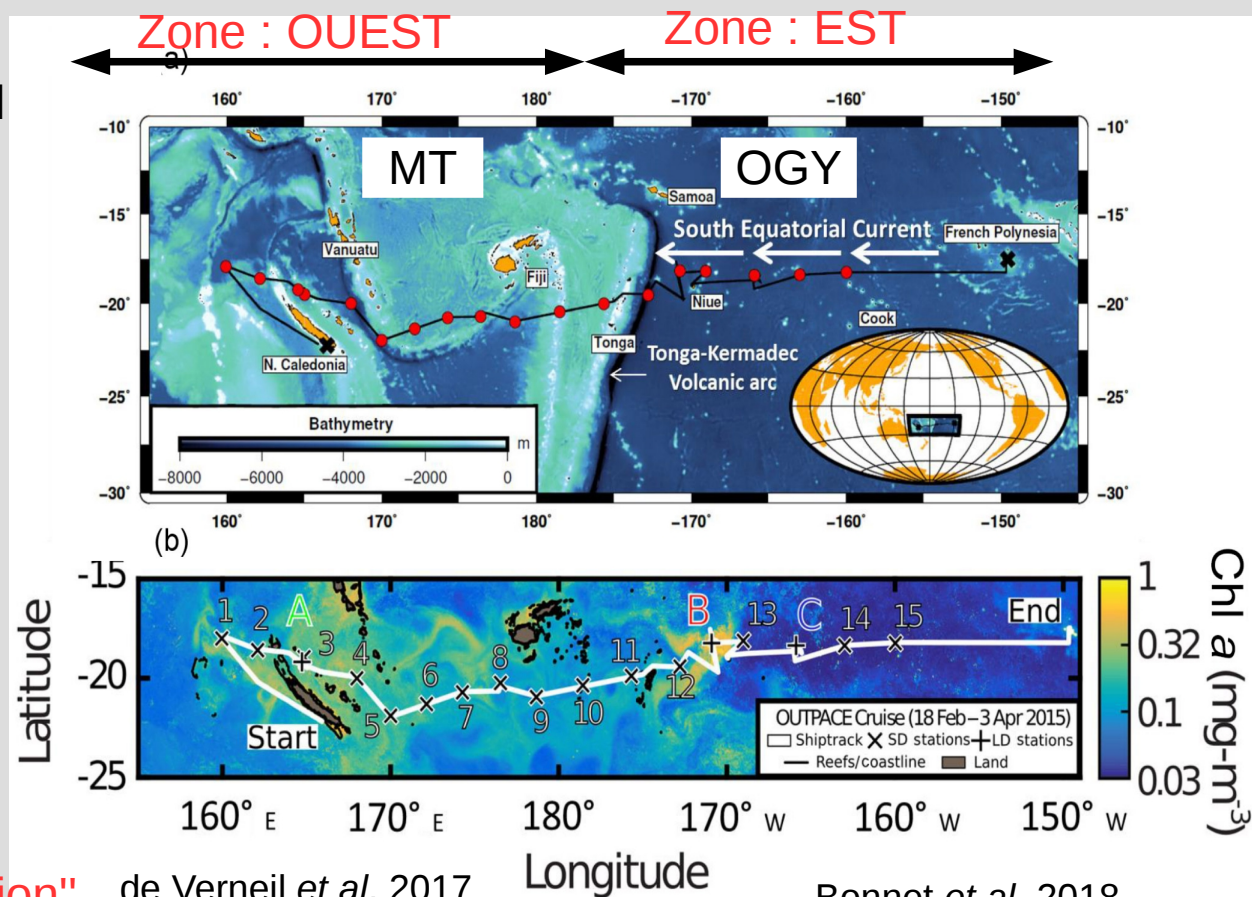 Zone : OUEST
Zone : EST
a)
160° 170° 180° −170° −160° −150°
−10° −10°
MT
OGY
Samoa
−15° −15°
South Equatorial Current
French Polynesia
Vanuatu
Fiji
−20° −20°
Niue
Cook
Tonga
N. Caledonia
Tonga-Kermadec
Volcanic arc
−25° −25°
Bathymetry
m
−8000 −6000 −4000 −2000 0
−30° −30°
160° 170° 180° −170° −160° −150°
(b)
-15
1 2 A 3 4 5 6 7 8 9 10 11 12 B 13 C 14 15
End
Start
-20
-25
Latitude
OUTPACE Cruise (18 Feb–3 Apr 2015)
Shiptrack SD stations LD stations
Reefs/coastline Land
1
0.32
0.1
0.03
Chl a (mg-m-3)
160° E 170° E 180° 170° W 160° W 150° W
Longitude
de Verneil et al. 2017